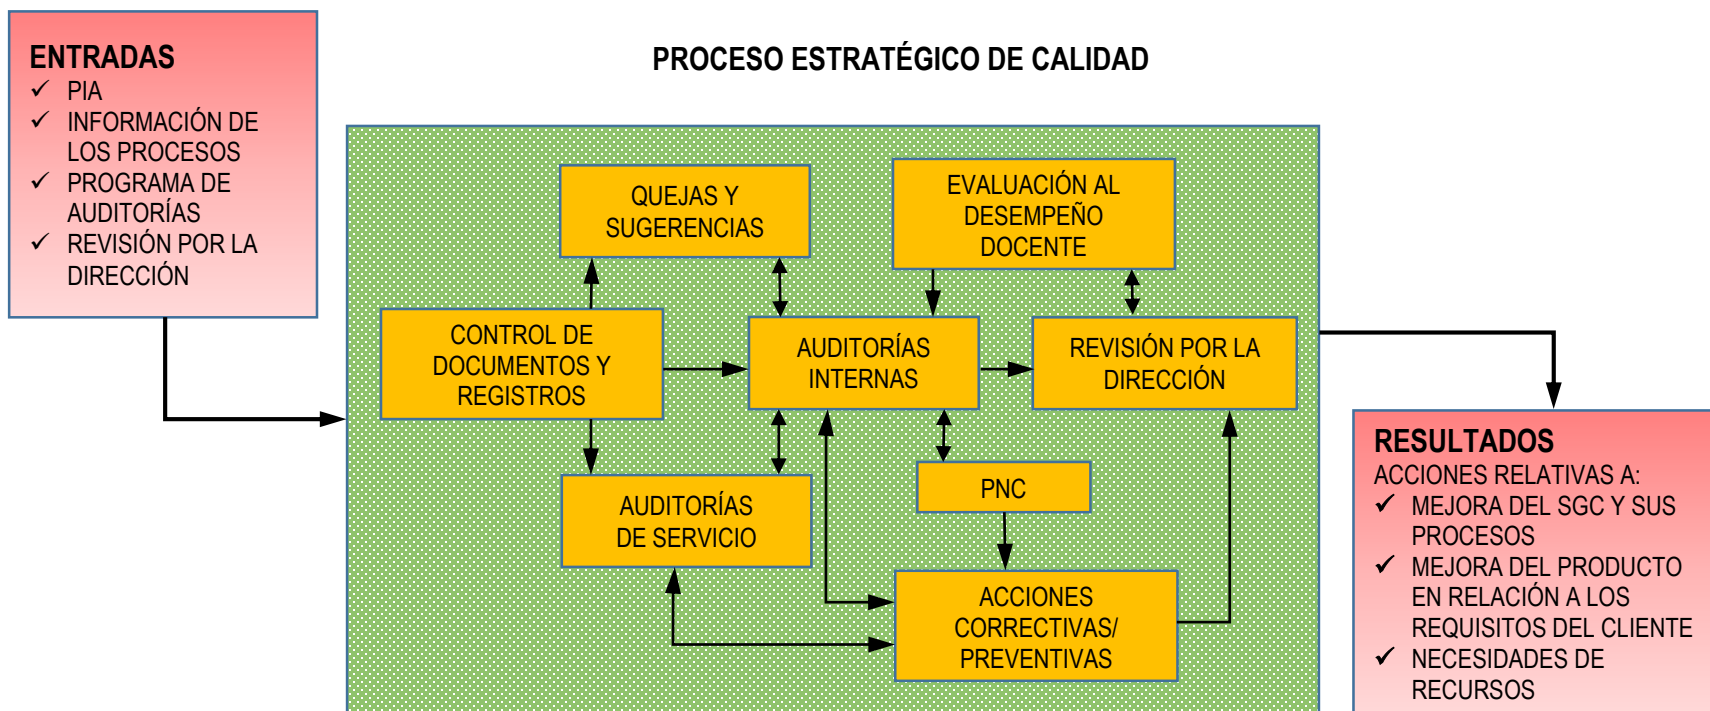 PROCESO ESTRATÉGICO DE CALIDAD
ENTRADAS
✓ PIA
✓ INFORMACIÓN DE
LOS PROCESOS
✓ PROGRAMA DE
AUDITORÍAS
✓ REVISIÓN POR LA
DIRECCIÓN
QUEJAS Y
SUGERENCIAS
EVALUACIÓN AL
DESEMPEÑO
DOCENTE
CONTROL DE
DOCUMENTOS Y
REGISTROS
AUDITORÍAS
INTERNAS
REVISIÓN POR LA
DIRECCIÓN
AUDITORÍAS
DE SERVICIO
PNC
ACCIONES
CORRECTIVAS/
PREVENTIVAS
RESULTADOS
ACCIONES RELATIVAS A:
✓ MEJORA DEL SGC Y SUS
PROCESOS
✓ MEJORA DEL PRODUCTO
EN RELACIÓN A LOS
REQUISITOS DEL CLIENTE
✓ NECESIDADES DE
RECURSOS